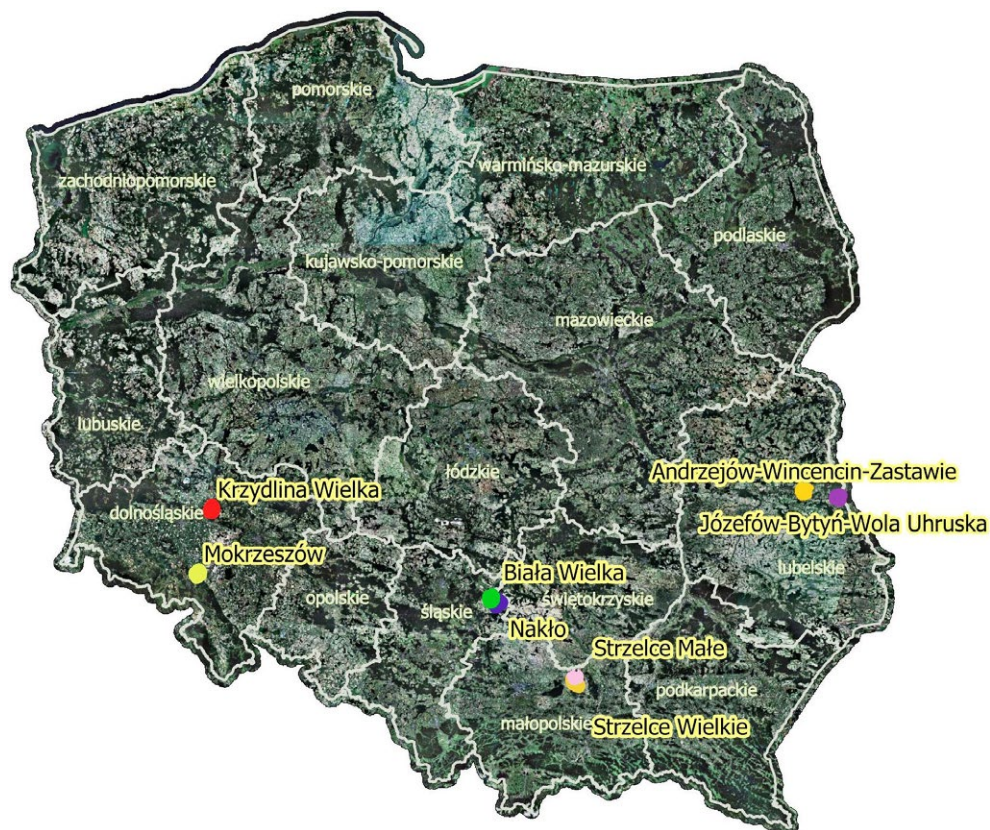 pomorskie
warmińsko-mazurskie
zachodniopomorskie
podlaskie
kujawsko-pomorskie
mazowieckie
wielkopolskie
lubuskie
łódzkie
Andrzejów-Wincencin-Zastawie
Krzydlina Wielka
dolnośląskie
Józefów-Bytyń-Wola Uhruska
Mokrzeszów
lubelskie
Biała Wielka
opolskie
świętokrzyskie
śląskie
Nakło
Strzelce Małe
podkarpackie
małopolskie
Strzelce Wielkie